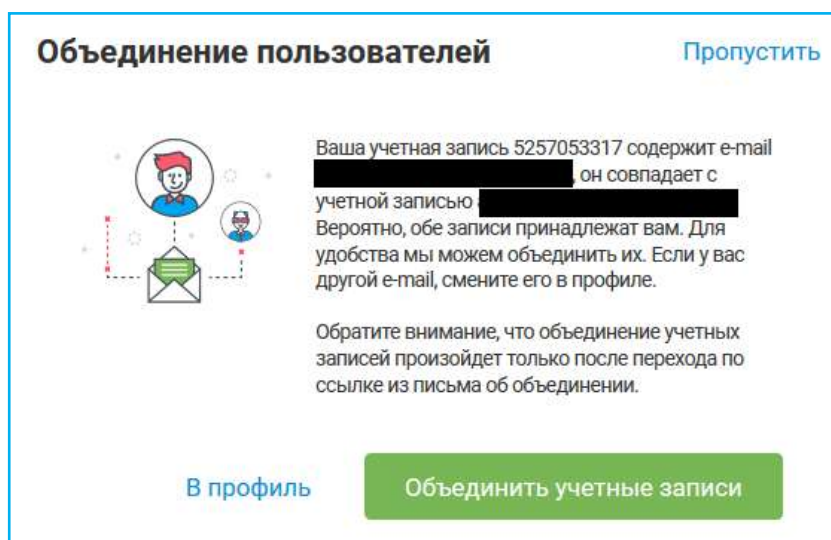 Объединение пользователей
Пропустить
Ваша учетная запись 5257053317 содержит e-mail
, он совпадает с
учетной записью
Вероятно, обе записи принадлежат вам. Для
удобства мы можем объединить их. Если у вас
другой e-mail, смените его в профиле.
Обратите внимание, что объединение учетных
записей произойдет только после перехода по
ссылке из письма об объединении.
В профиль
Объединить учетные записи